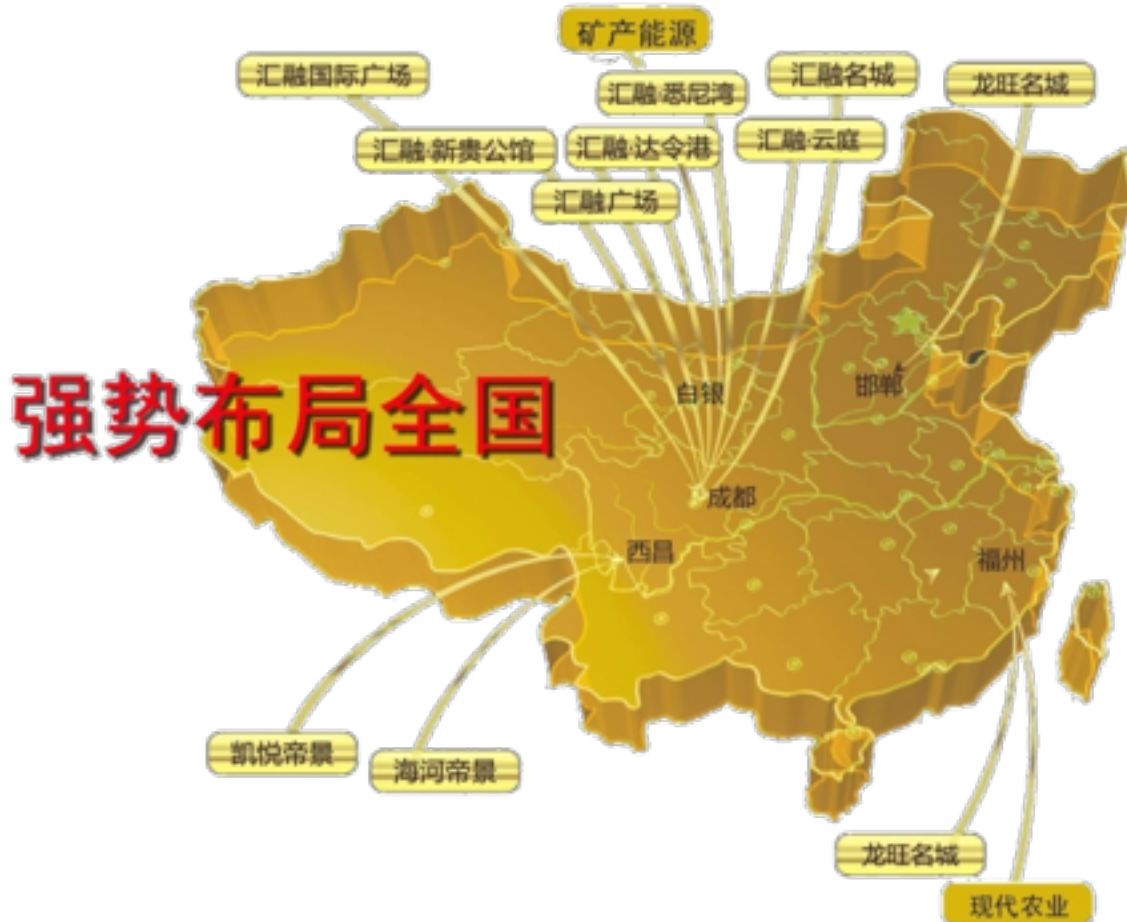 矿产能源
汇融国际广场
汇融·悉尼湾
汇融名城
龙旺名城
汇融·新贵公馆
汇融·达令港
汇融·云庭
汇融广场
强势布局全国
白银
邯郸
成都
西昌
福州
凯悦帝景
海河帝景
龙旺名城
现代农业